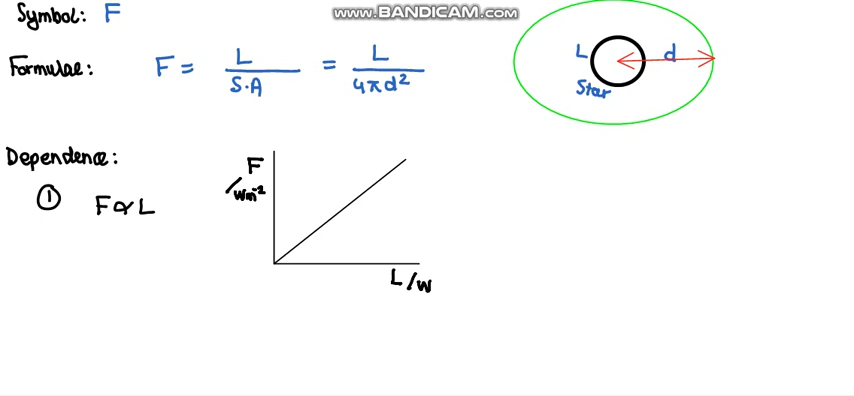 www.BANDICAM.com
Symbol: F
Formulae: F = L / S.A = L / 4πd²
L
d
Star
Dependence:
① F∝L
F /Wm⁻²
L/W